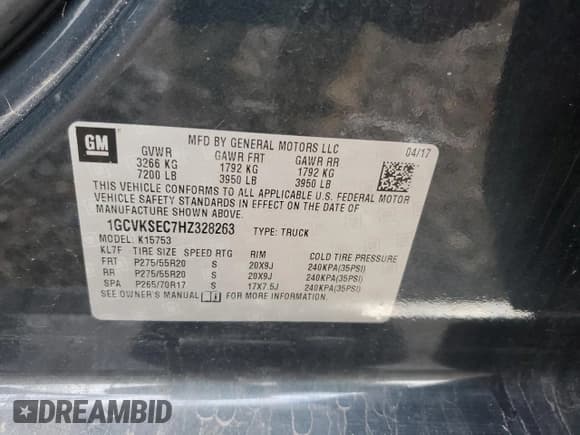 GM
MFD BY GENERAL MOTORS LLC
04/17
GVWR GAWR FRT GAWR RR
3266 KG 1792 KG 1792 KG
7200 LB 3950 LB 3950 LB
THIS VEHICLE CONFORMS TO ALL APPLICABLE U.S. FEDERAL MOTOR
VEHICLE SAFETY STANDARDS IN EFFECT ON THE DATE OF
MANUFACTURE SHOWN ABOVE.
1GCVKSEC7HZ328263 TYPE: TRUCK
MODEL: K15753
KL7F TIRE SIZE SPEED RTG RIM COLD TIRE PRESSURE
FRT P275/55R20 S 20X9J 240KPA(35PSI)
RR P275/55R20 S 20X9J 240KPA(35PSI)
SPA P265/70R17 S 17X7.5J 240KPA(35PSI)
SEE OWNER'S MANUAL i FOR MORE INFORMATION.
DREAMBID